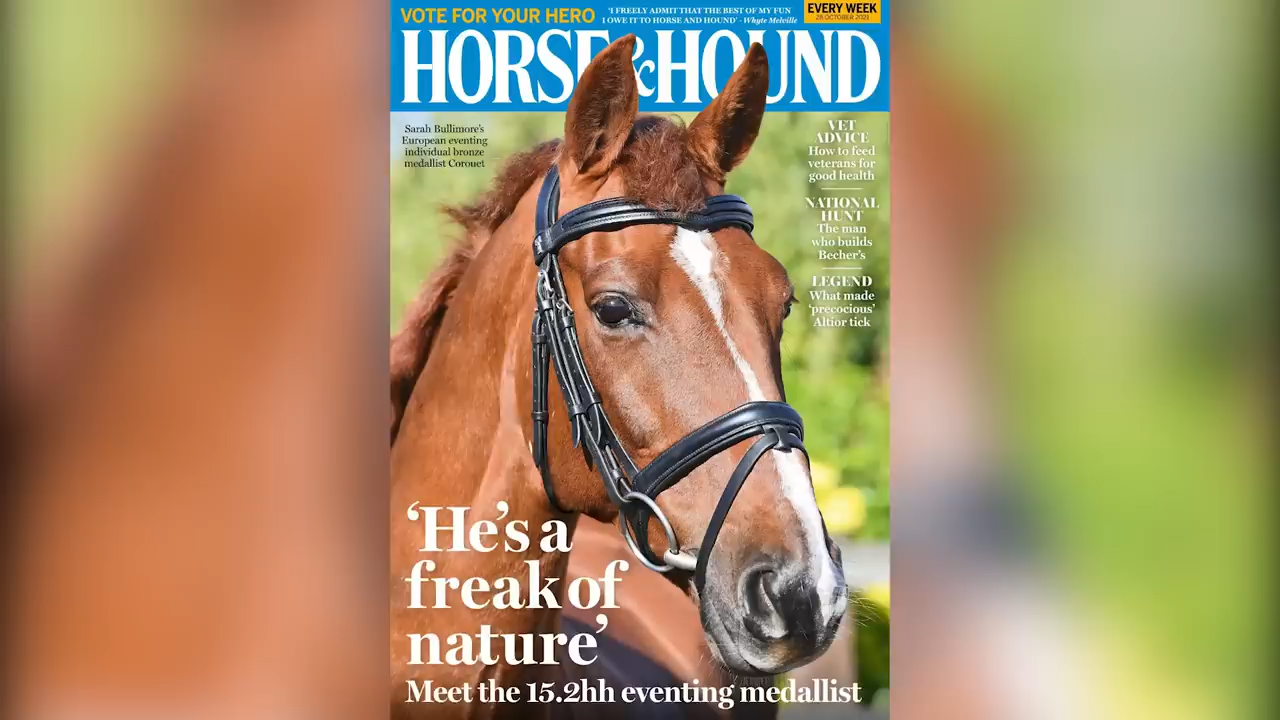 VOTE FOR YOUR HERO
'I FREELY ADMIT THAT THE BEST OF MY FUN
I OWE IT TO HORSE AND HOUND' - Whyte Melville
EVERY WEEK
28 OCTOBER 2021
HORSE&HOUND
Sarah Bullimore's
European eventing
individual bronze
medallist Corouet
VET
ADVICE
How to feed
veterans for
good health
NATIONAL
HUNT
The man
who builds
Becher's
LEGEND
What made
'precocious'
Altior tick
'He's a
freak of
nature'
Meet the 15.2hh eventing medallist